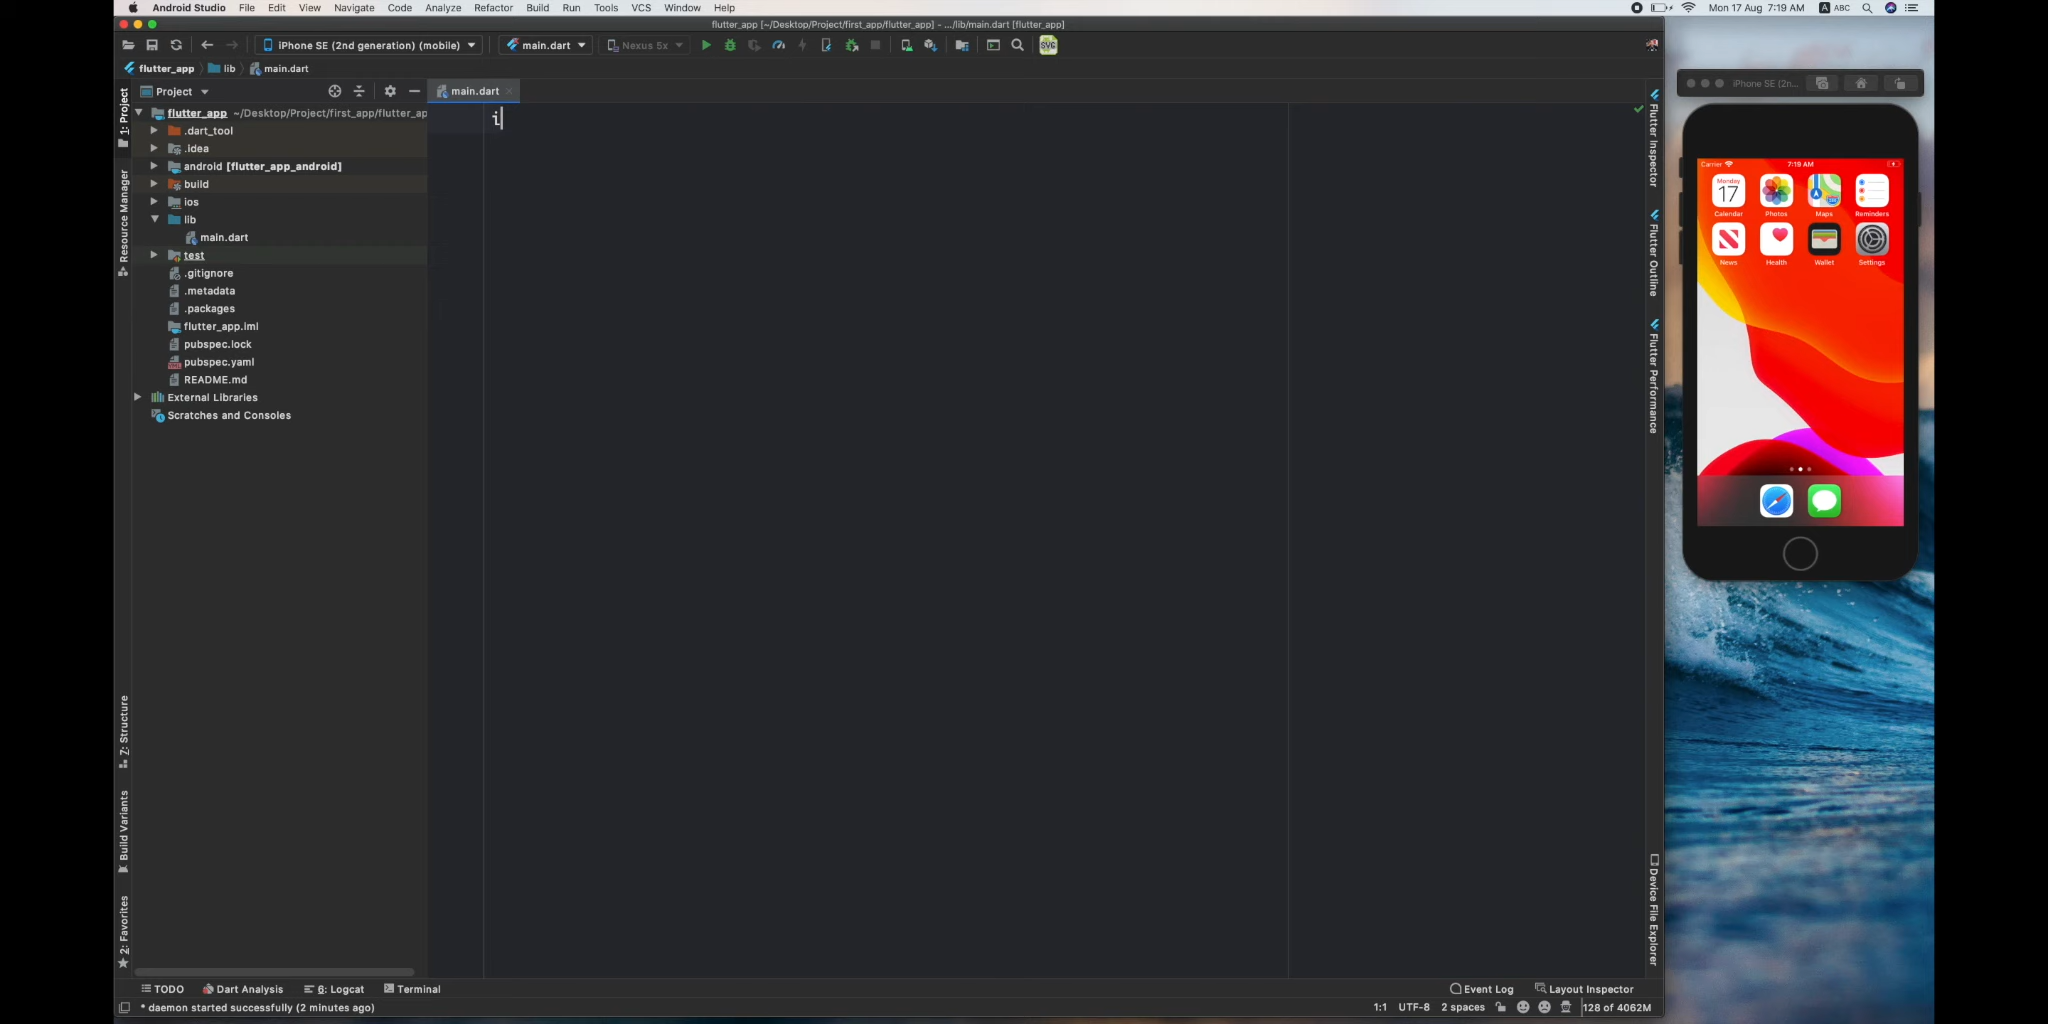 Android Studio File Edit View Navigate Code Analyze Refactor Build Run Tools VCS Window Help Mon 17 Aug 7:19 AM A ABC
flutter_app [~/Desktop/Project/first_app/flutter_app] - .../lib/main.dart [flutter_app]
iPhone SE (2nd generation) (mobile) main.dart Nexus 5x SVG
flutter_app lib main.dart
Project main.dart
i
flutter_app ~/Desktop/Project/first_app/flutter_ap
.dart_tool
.idea
android [flutter_app_android]
build
ios
lib
main.dart
test
.gitignore
.metadata
.packages
flutter_app.iml
pubspec.lock
pubspec.yaml
README.md
External Libraries
Scratches and Consoles
1: Project
Resource Manager
Z: Structure
Build Variants
2: Favorites
Flutter Inspector
Flutter Outline
Flutter Performance
Device File Explorer
iPhone SE (2n...
Carrier 7:19 AM
Monday
17
Calendar Photos Maps Reminders
News Health Wallet Settings
TODO Dart Analysis 6: Logcat Terminal Event Log Layout Inspector
* daemon started successfully (2 minutes ago) 1:1 UTF-8 2 spaces 128 of 4062M